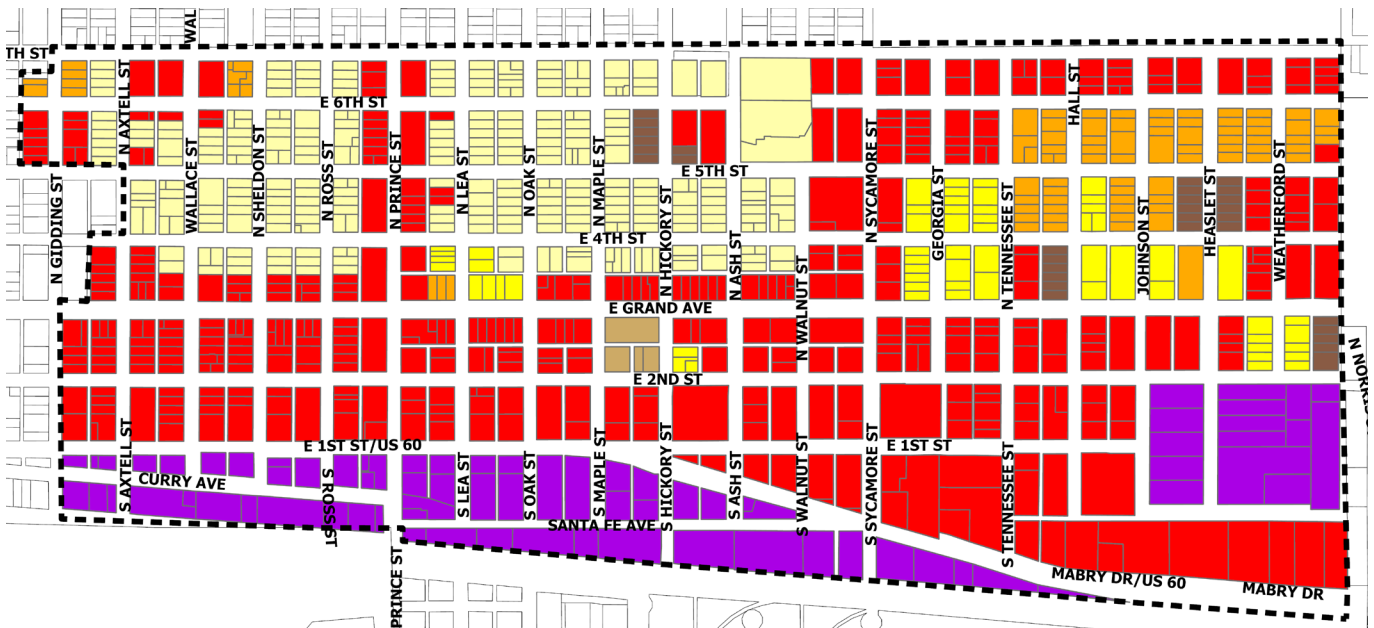 WAL
TH ST
N AXTELL ST
HALL ST
E 6TH ST
WALLACE ST
N SHELDON ST
N ROSS ST
N PRINCE ST
N LEA ST
N OAK ST
N MAPLE ST
E 5TH ST
N SYCAMORE ST
GEORGIA ST
N TENNESSEE ST
JOHNSON ST
HEASLET ST
WEATHERFORD ST
N GIDDING ST
E 4TH ST
N HICKORY ST
N ASH ST
N WALNUT ST
E GRAND AVE
E 2ND ST
S AXTELL ST
E 1ST ST/US 60
E 1ST ST
CURRY AVE
S ROSS ST
S LEA ST
S OAK ST
S MAPLE ST
S HICKORY ST
S ASH ST
S WALNUT ST
S SYCAMORE ST
S TENNESSEE ST
SANTA FE AVE
PRINCE ST
MABRY DR/US 60
MABRY DR